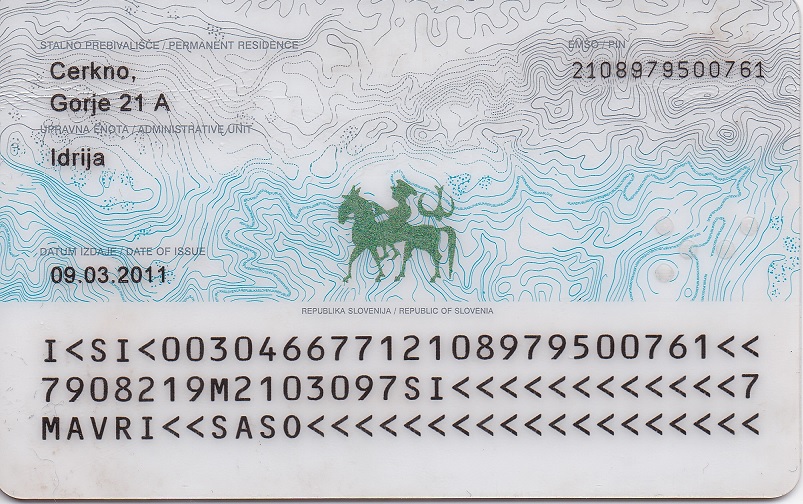 STALNO PREBIVALIŠČE / PERMANENT RESIDENCE
EMŠO / PIN
Cerkno,
2108979500761
Gorje 21 A
UPRAVNA ENOTA / ADMINISTRATIVE UNIT
Idrija
DATUM IZDAJE / DATE OF ISSUE
09.03.2011
REPUBLIKA SLOVENIJA / REPUBLIC OF SLOVENIA
I<SI<00304667712108979500761<<
7908219M2103097SI<<<<<<<<<<<<7
MAVRI<<SASO<<<<<<<<<<<<<<<<<<<